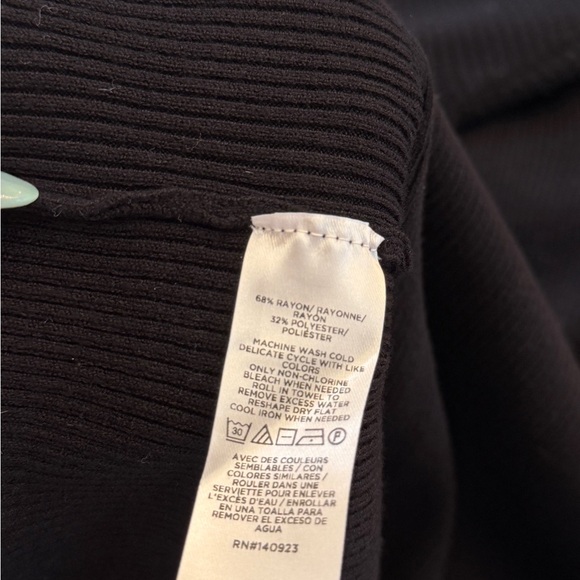 68% RAYON/ RAYONNE/
RAYÓN
32% POLYESTER/
POLIÉSTER
MACHINE WASH COLD
DELICATE CYCLE WITH LIKE
COLORS
ONLY NON-CHLORINE
BLEACH WHEN NEEDED
ROLL IN TOWEL TO
REMOVE EXCESS WATER
RESHAPE DRY FLAT
COOL IRON WHEN NEEDED
30 P
AVEC DES COULEURS
SEMBLABLES / CON
COLORES SIMILARES /
ROULER DANS UNE
SERVIETTE POUR ENLEVER
L'EXCÈS D'EAU / ENROLLAR
EN UNA TOALLA PARA
REMOVER EL EXCESO DE
AGUA
RN#140923